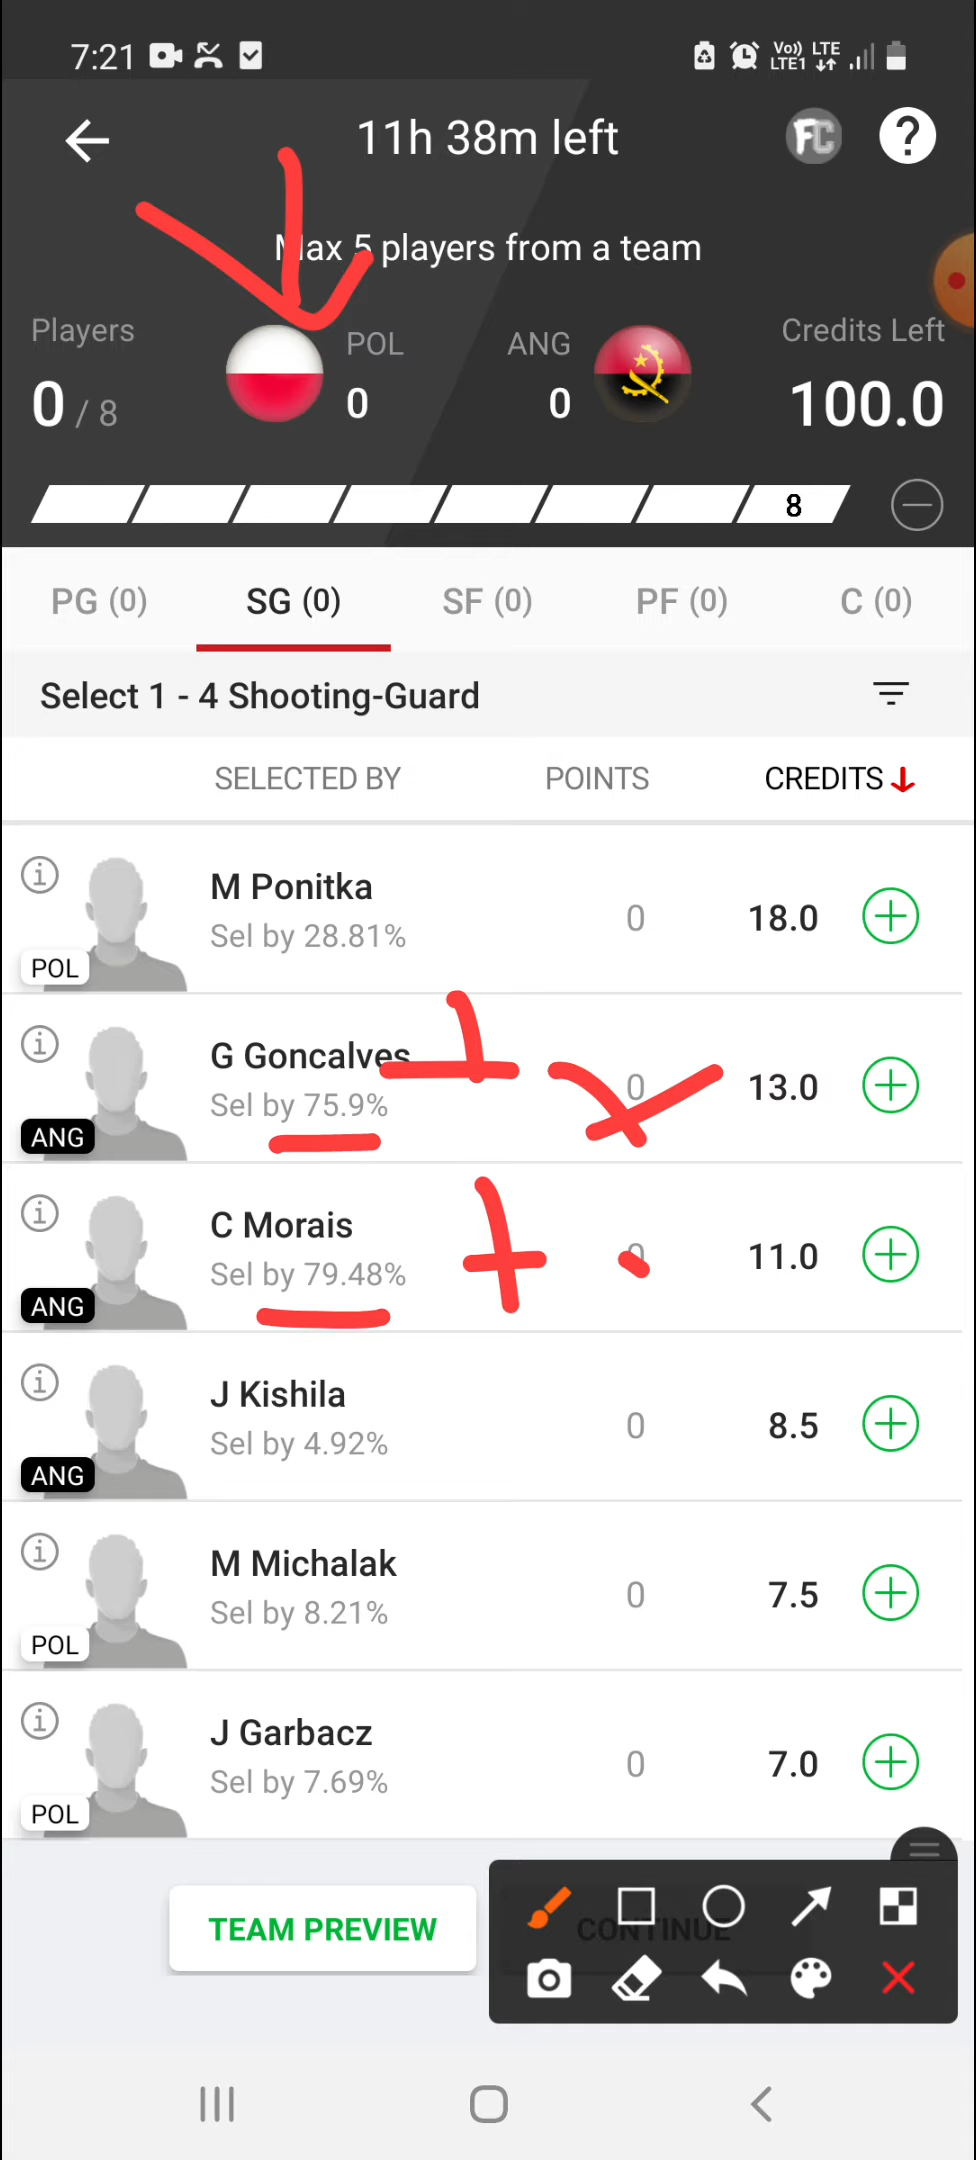 7:21
Vo)) LTE
LTE1
11h 38m left
FC
?
Max 5 players from a team
Players
POL
ANG
Credits Left
0 / 8
0
0
100.0
8
PG (0)
SG (0)
SF (0)
PF (0)
C (0)
Select 1 - 4 Shooting-Guard
SELECTED BY
POINTS
CREDITS
M Ponitka
Sel by 28.81%
POL
0
18.0
G Goncalves
Sel by 75.9%
ANG
0
13.0
C Morais
Sel by 79.48%
ANG
0
11.0
J Kishila
Sel by 4.92%
ANG
0
8.5
M Michalak
Sel by 8.21%
POL
0
7.5
J Garbacz
Sel by 7.69%
POL
0
7.0
TEAM PREVIEW
CONTINUE